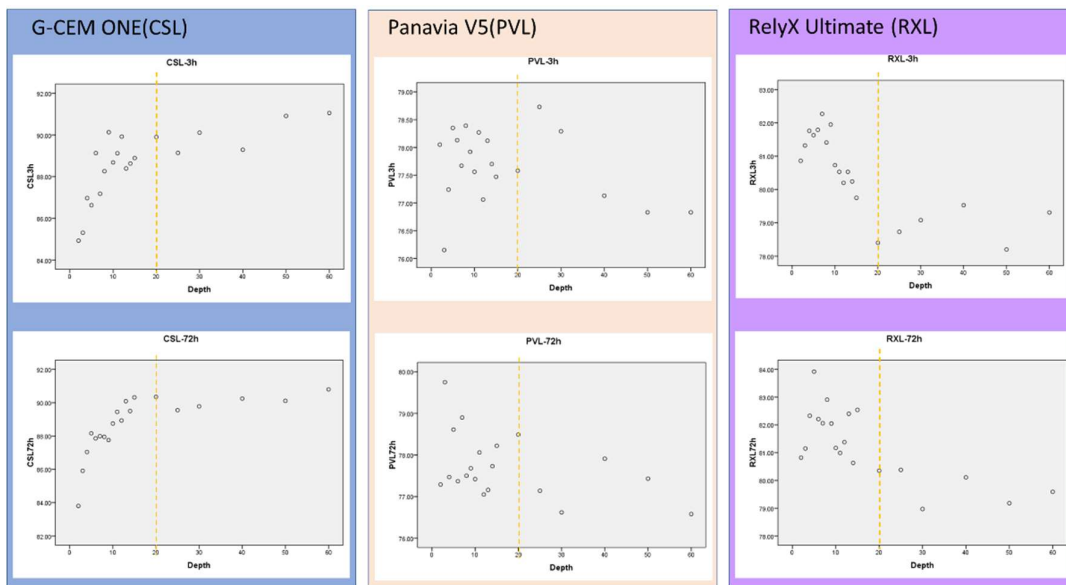 G-CEM ONE(CSL)
CSL-3h
92.00
90.00
88.00
86.00
84.00
CSL3h
0 10 20 30 40 50 60
Depth
CSL-72h
92.00
90.00
88.00
86.00
84.00
82.00
CSL72h
0 10 20 30 40 50 60
Depth
Panavia V5(PVL)
PVL-3h
79.00
78.50
78.00
77.50
77.00
76.50
76.00
PVL3h
0 10 20 30 40 50 60
Depth
PVL-72h
80.00
79.00
78.00
77.00
76.00
PVL72h
0 10 20 30 40 50 60
Depth
RelyX Ultimate (RXL)
RXL-3h
83.00
82.00
81.00
80.00
79.00
78.00
RXL3h
0 10 20 30 40 50 60
Depth
RXL-72h
84.00
83.00
82.00
81.00
80.00
79.00
78.00
RXL72h
0 10 20 30 40 50 60
Depth